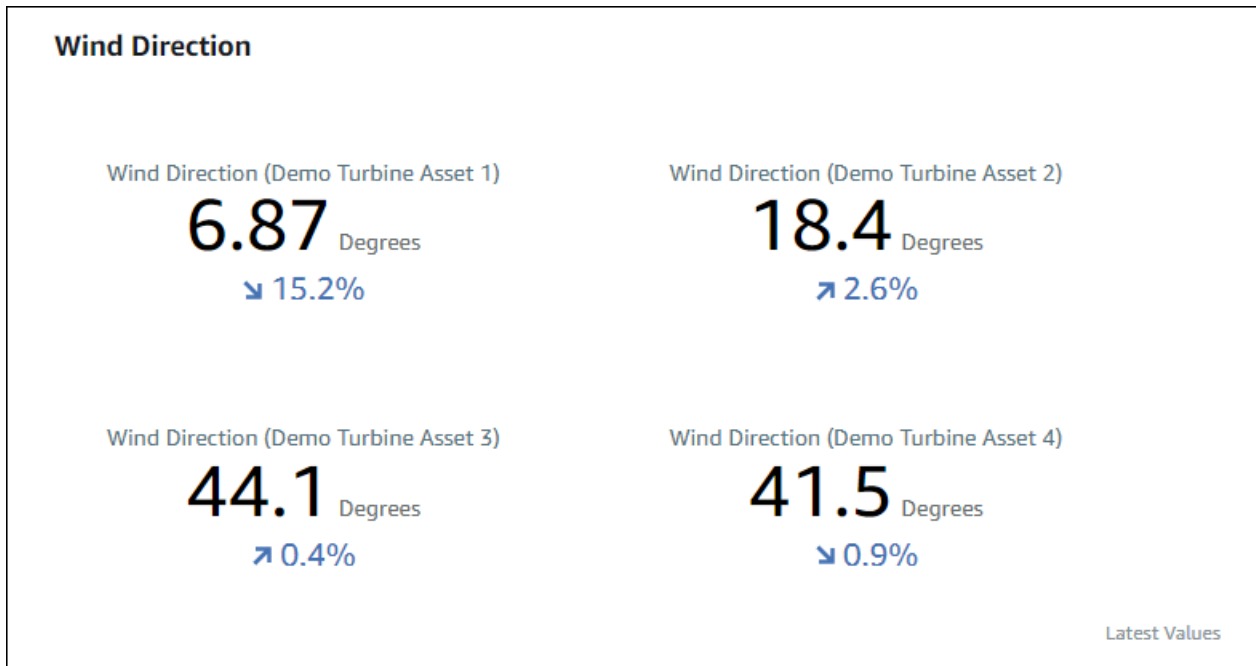 Wind Direction
Wind Direction (Demo Turbine Asset 1)
6.87 Degrees
↘ 15.2%
Wind Direction (Demo Turbine Asset 2)
18.4 Degrees
↗ 2.6%
Wind Direction (Demo Turbine Asset 3)
44.1 Degrees
↗ 0.4%
Wind Direction (Demo Turbine Asset 4)
41.5 Degrees
↘ 0.9%
Latest Values